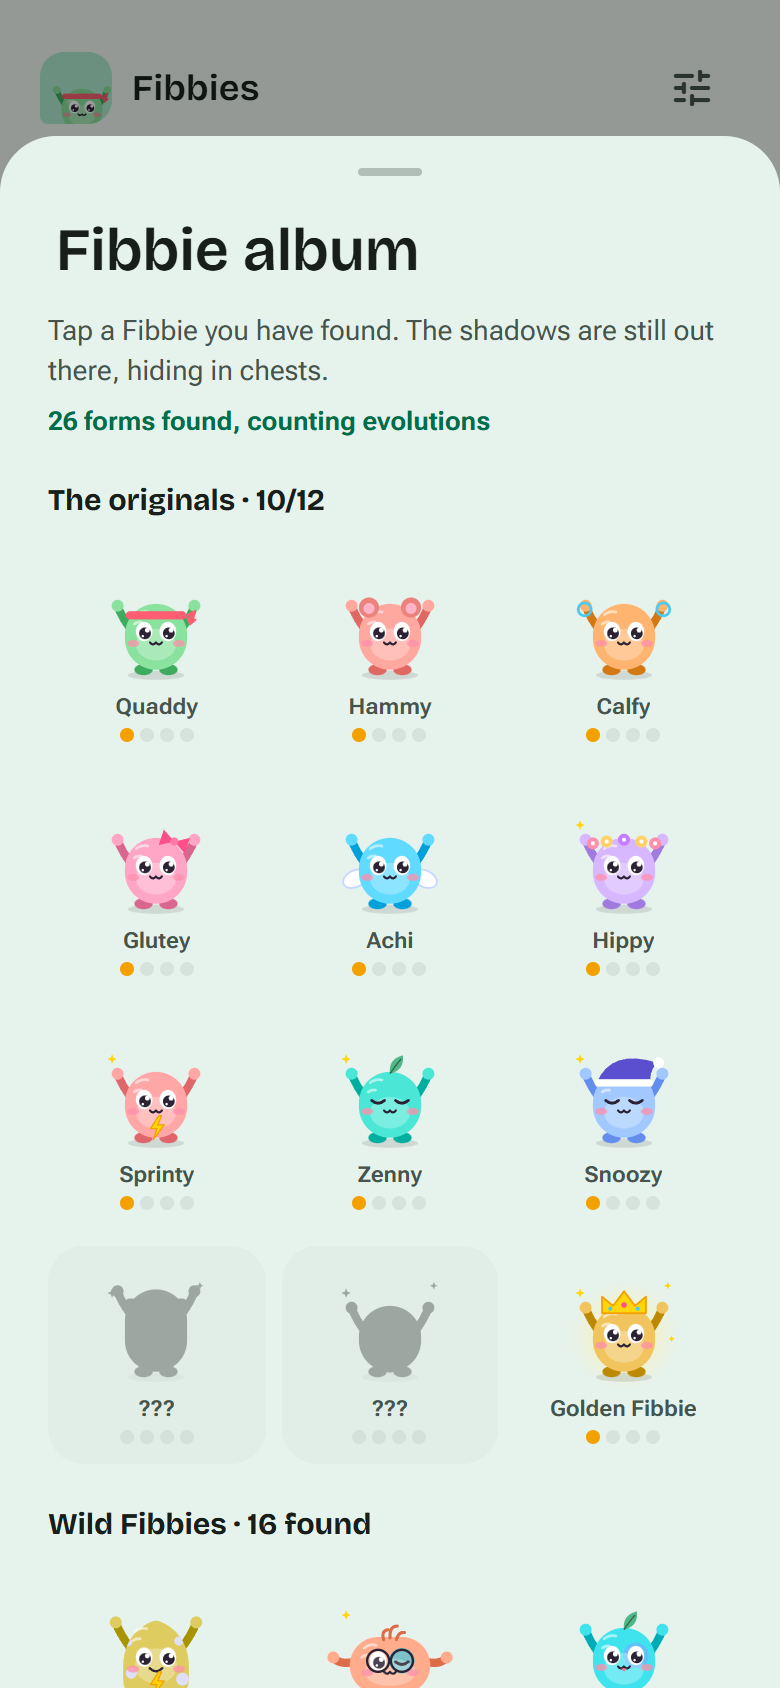 Fibbies
Fibbie album
Tap a Fibbie you have found. The shadows are still out
there, hiding in chests.
26 forms found, counting evolutions
The originals · 10/12
Quaddy
Hammy
Calfy
Glutey
Achi
Hippy
Sprinty
Zenny
Snoozy
???
???
Golden Fibbie
Wild Fibbies · 16 found